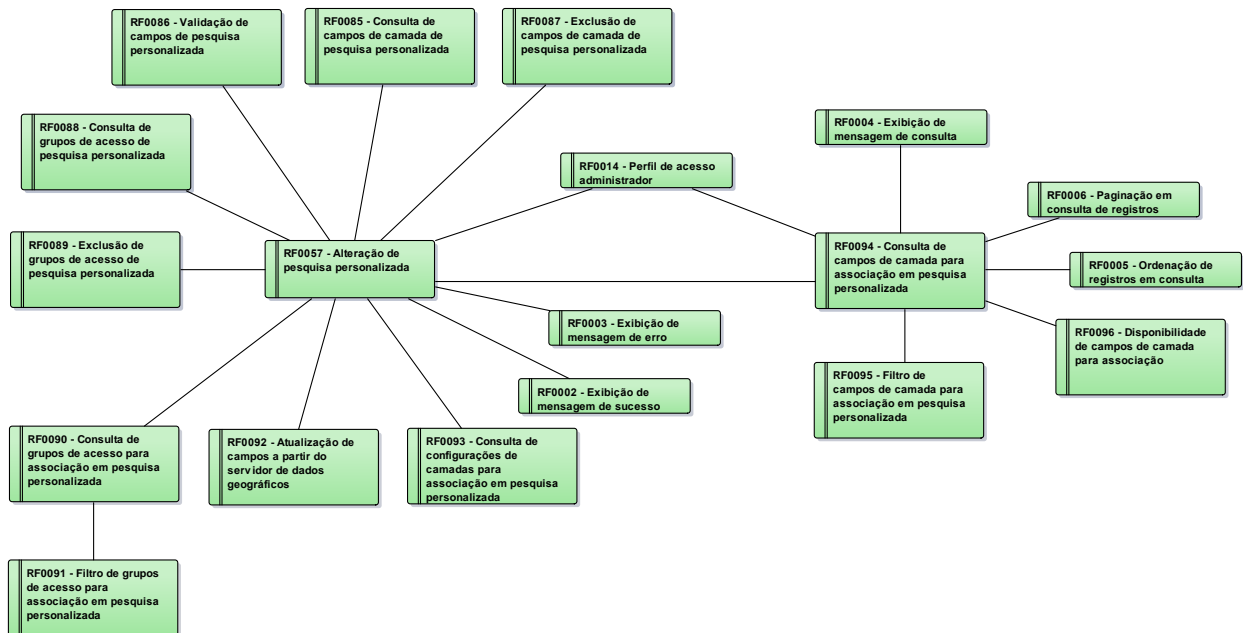 RF0086 - Validação de
campos de pesquisa
personalizada
RF0085 - Consulta de
campos de camada de
pesquisa personalizada
RF0087 - Exclusão de
campos de camada de
pesquisa personalizada
RF0088 - Consulta de
grupos de acesso de
pesquisa personalizada
RF0004 - Exibição de
mensagem de consulta
RF0014 - Perfil de acesso
administrador
RF0006 - Paginação em
consulta de registros
RF0089 - Exclusão de
grupos de acesso de
pesquisa personalizada
RF0057 - Alteração de
pesquisa personalizada
RF0094 - Consulta de
campos de camada para
associação em pesquisa
personalizada
RF0005 - Ordenação de
registros em consulta
RF0003 - Exibição de
mensagem de erro
RF0096 - Disponibilidade
de campos de camada
para associação
RF0002 - Exibição de
mensagem de sucesso
RF0095 - Filtro de
campos de camada para
associação em pesquisa
personalizada
RF0090 - Consulta de
grupos de acesso para
associação em pesquisa
personalizada
RF0092 - Atualização de
campos a partir do
servidor de dados
geográficos
RF0093 - Consulta de
configurações de
camadas para
associação em pesquisa
personalizada
RF0091 - Filtro de grupos
de acesso para
associação em pesquisa
personalizada